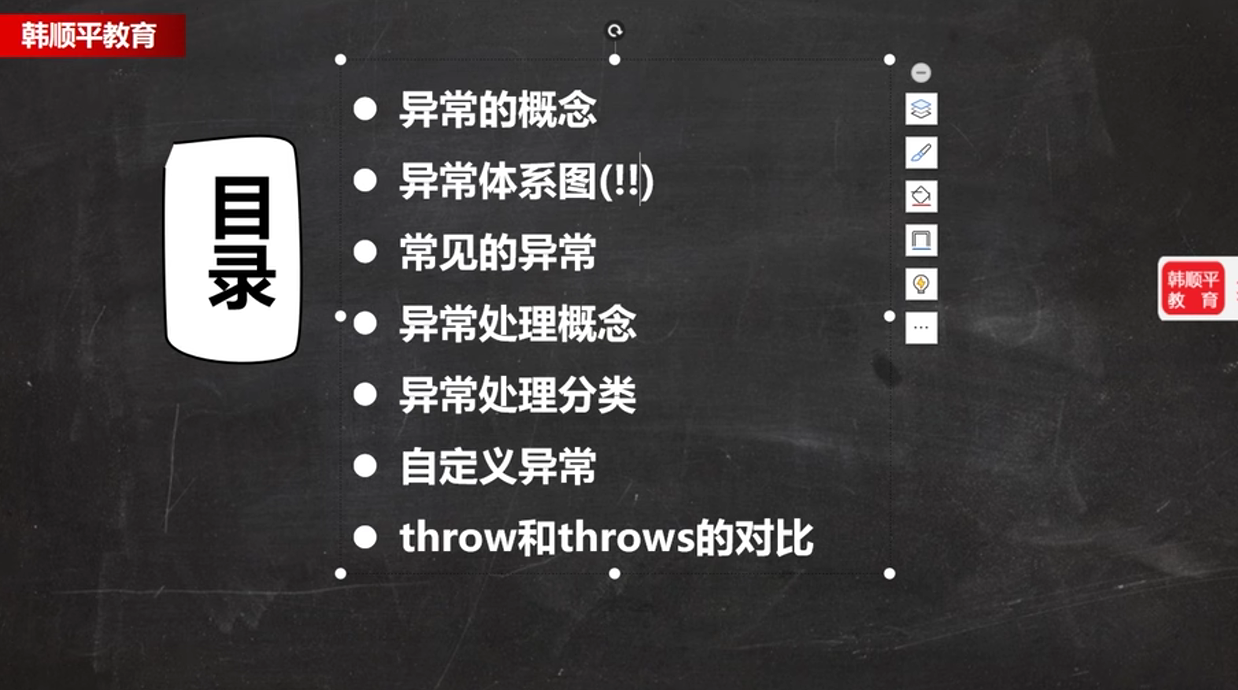 韩顺平教育
目录
异常的概念
异常体系图(!!)
常见的异常
异常处理概念
异常处理分类
自定义异常
throw和throws的对比
韩顺平
教 育